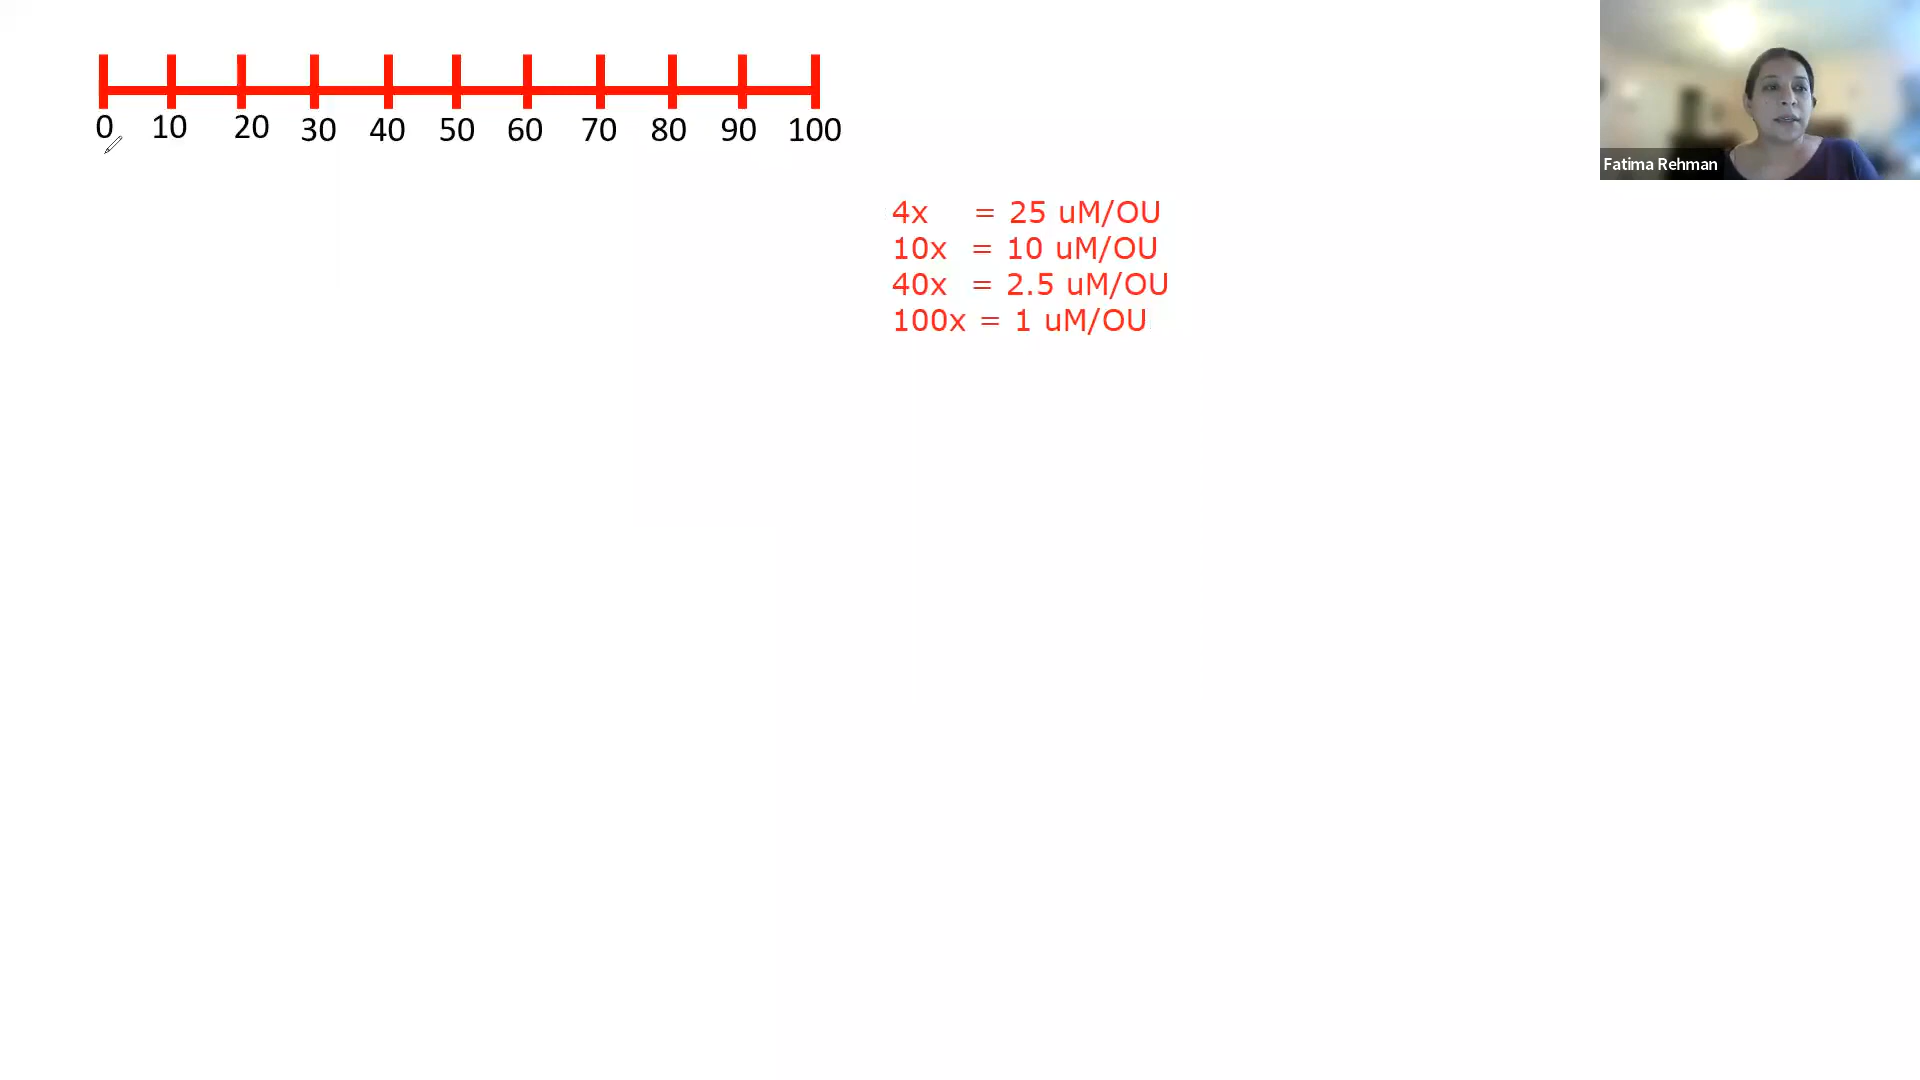 0 10 20 30 40 50 60 70 80 90 100
Fatima Rehman
4x = 25 uM/OU
10x = 10 uM/OU
40x = 2.5 uM/OU
100x = 1 uM/OU